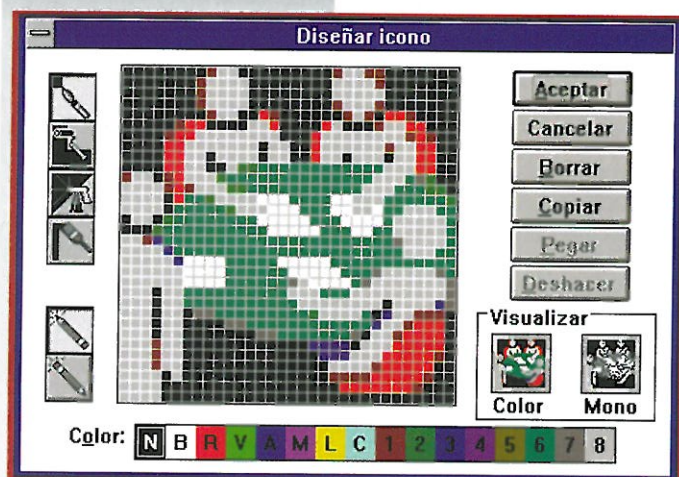 Diseñar icono
Aceptar
Cancelar
Borrar
Copiar
Pegar
Deshacer
Visualizar
Color Mono
Color: N B R V A M L C 1 2 3 4 5 6 7 8